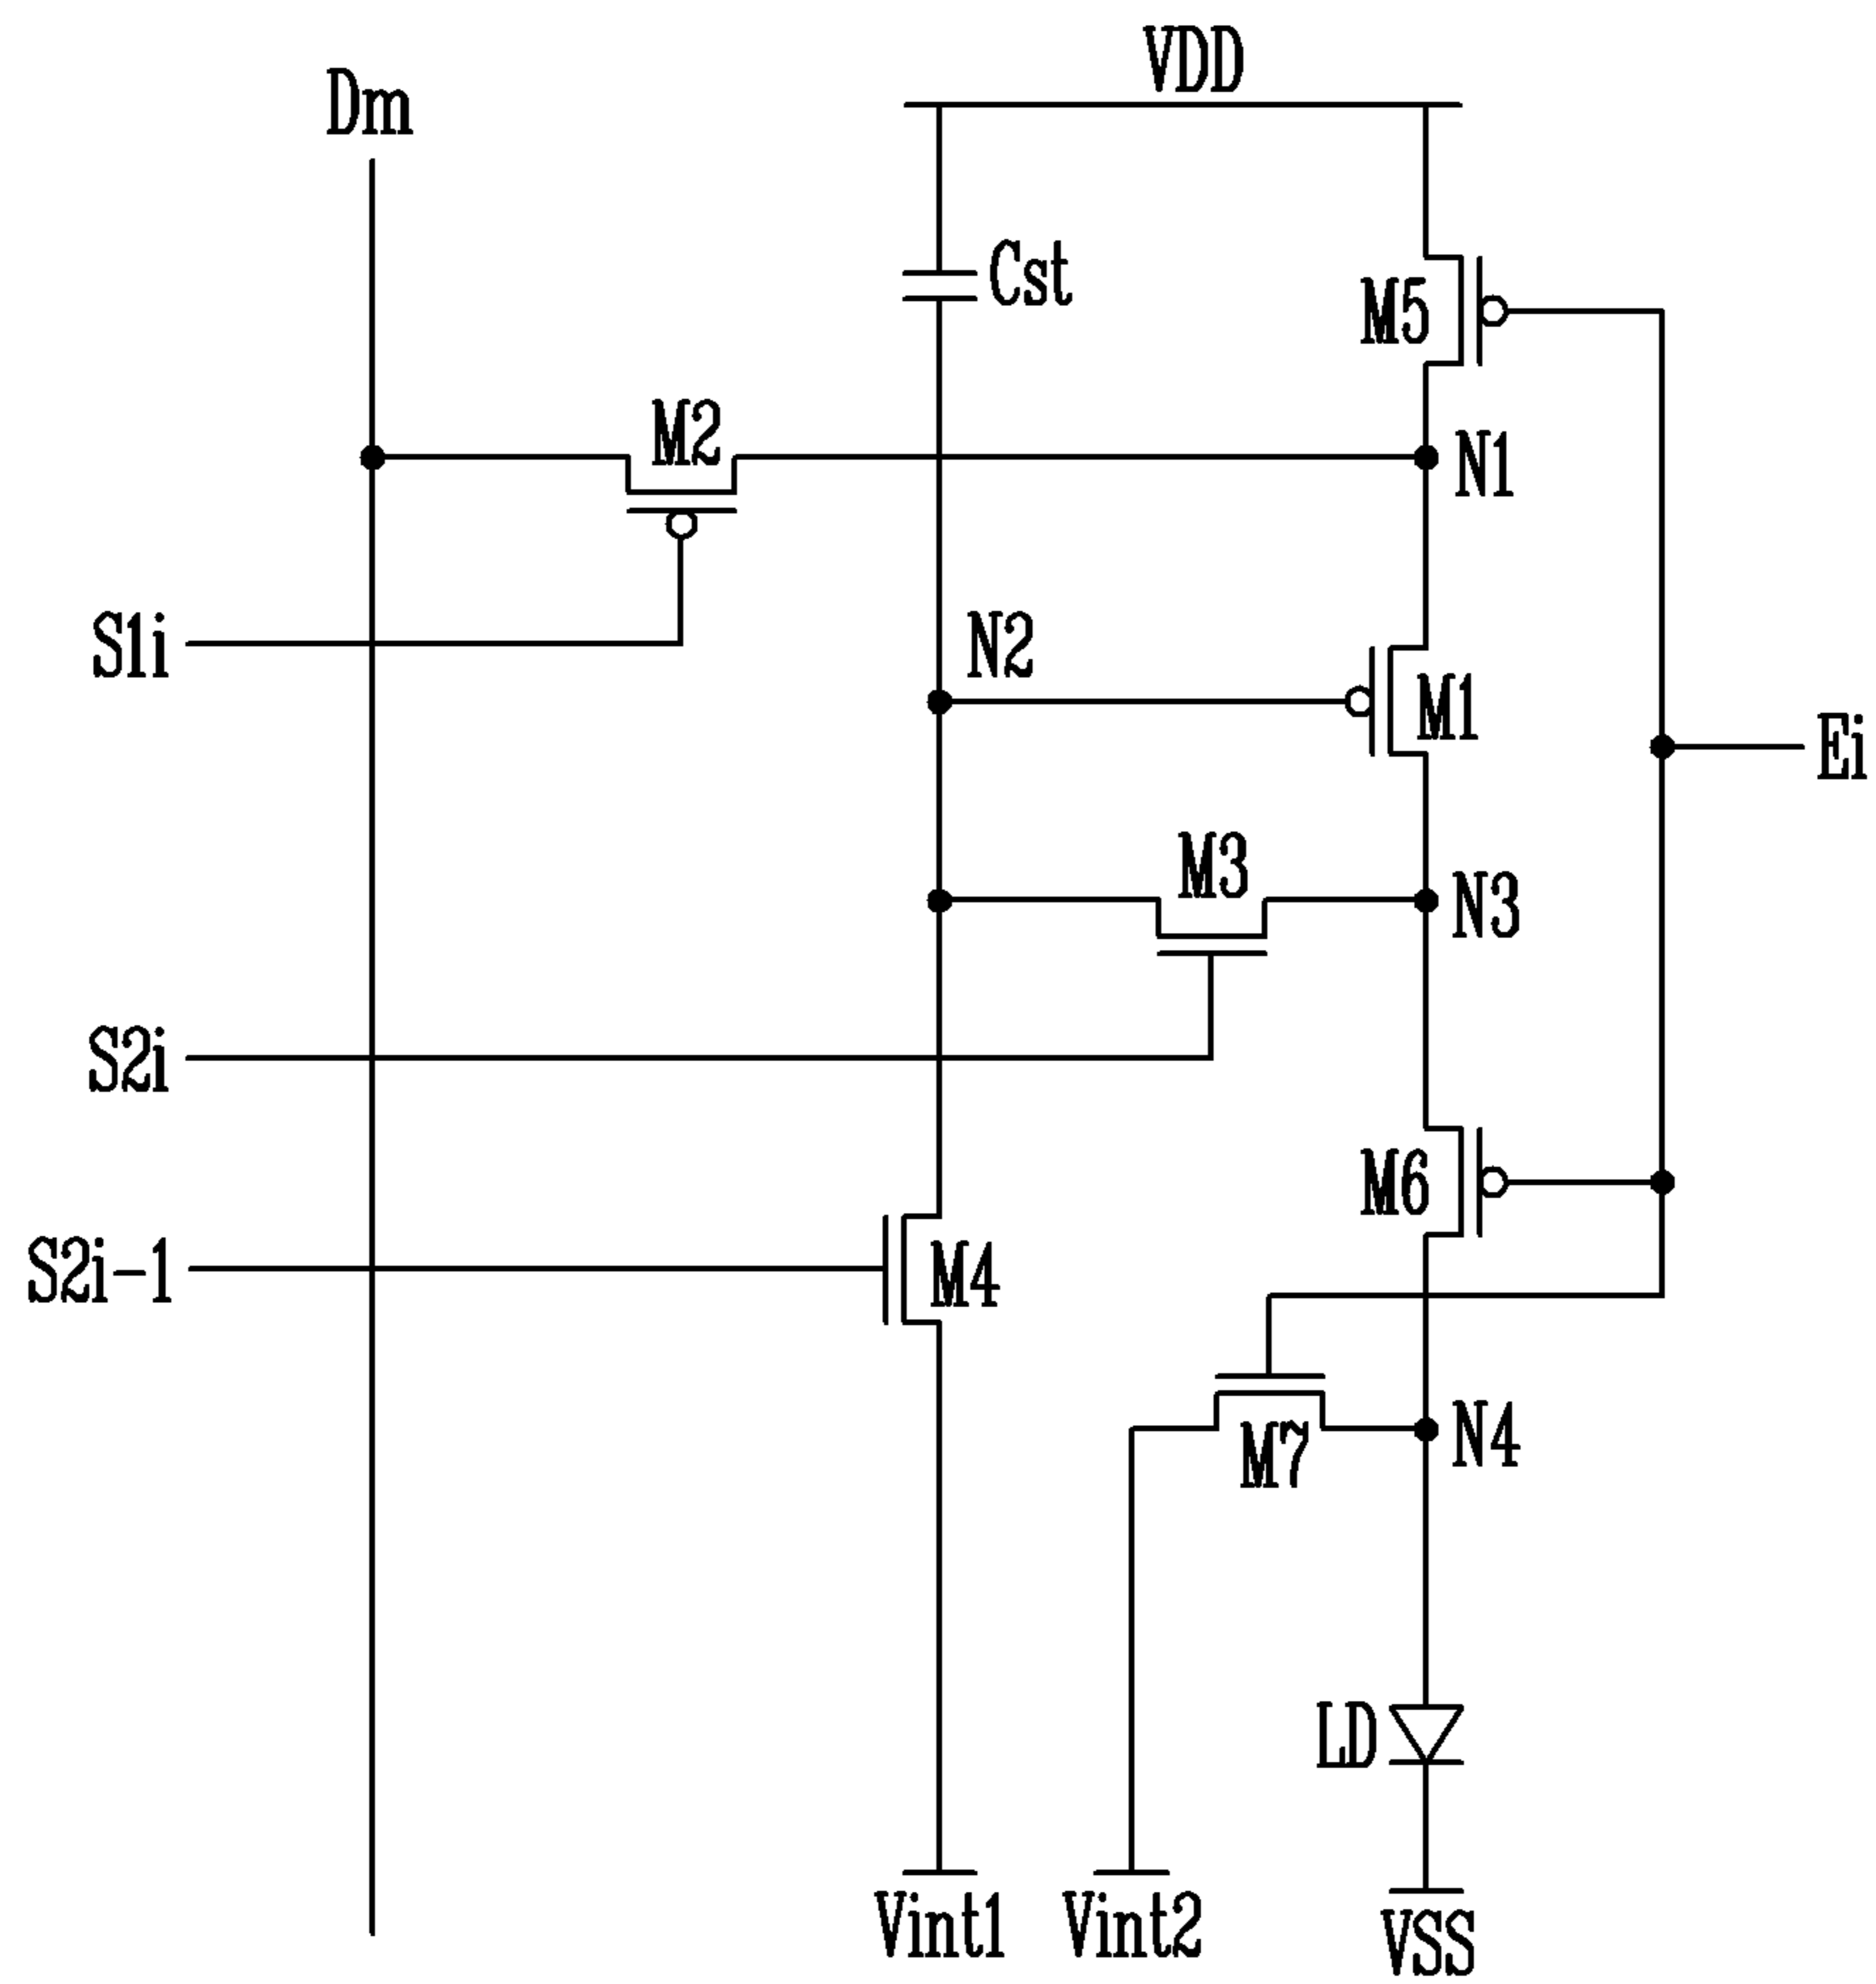 VDD
Dm
Cst
M5
M2
N1
S1i
N2
M1
Ei
M3
N3
S2i
M6
S2i-1
M4
N4
M7
LD
Vint1
Vint2
VSS